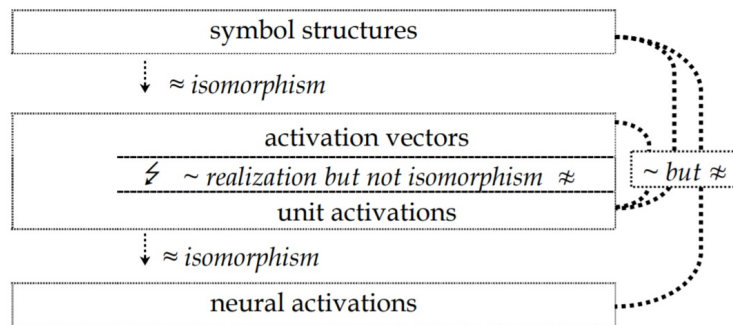 symbol structures
≈ isomorphism
activation vectors
~ realization but not isomorphism ≉
~ but ≉
unit activations
≈ isomorphism
neural activations